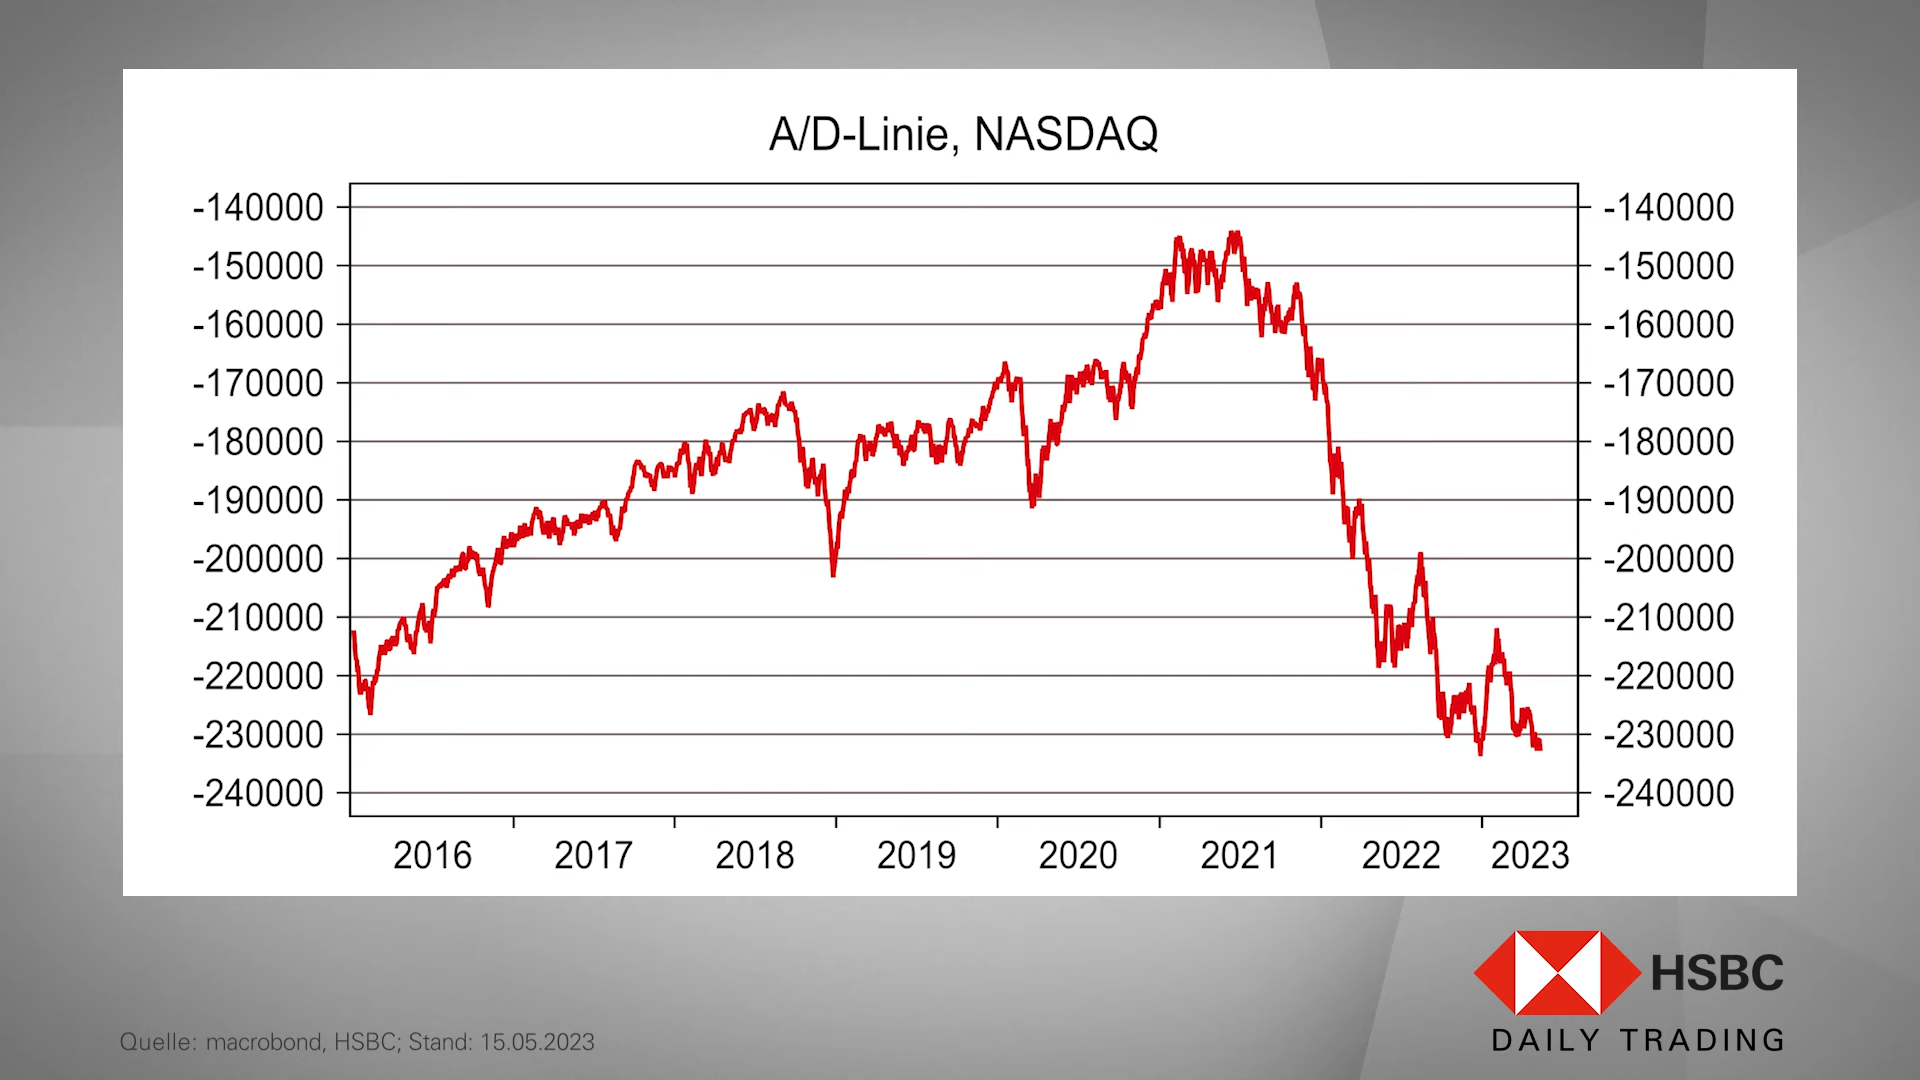 A/D-Linie, NASDAQ
-140000 -140000
-150000 -150000
-160000 -160000
-170000 -170000
-180000 -180000
-190000 -190000
-200000 -200000
-210000 -210000
-220000 -220000
-230000 -230000
-240000 -240000
2016 2017 2018 2019 2020 2021 2022 2023
HSBC
DAILY TRADING
Quelle: macrobond, HSBC; Stand: 15.05.2023